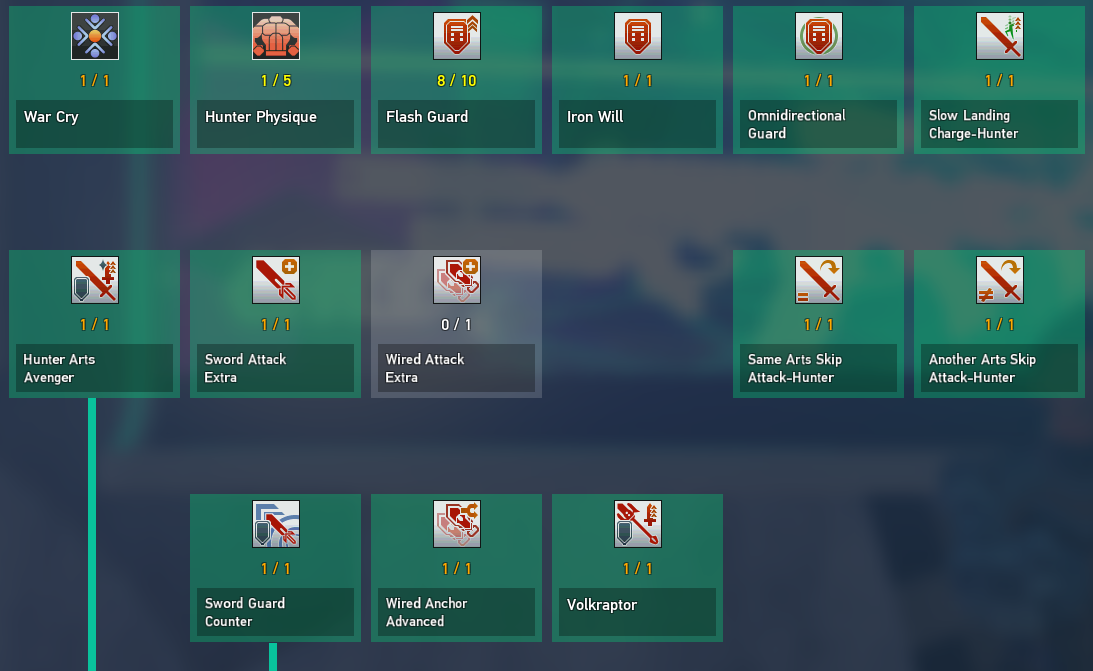 1 / 1
1 / 5
8 / 10
1 / 1
1 / 1
1 / 1
War Cry
Hunter Physique
Flash Guard
Iron Will
Omnidirectional
Guard
Slow Landing
Charge-Hunter
1 / 1
1 / 1
0 / 1
1 / 1
1 / 1
Hunter Arts
Avenger
Sword Attack
Extra
Wired Attack
Extra
Same Arts Skip
Attack-Hunter
Another Arts Skip
Attack-Hunter
1 / 1
1 / 1
1 / 1
Sword Guard
Counter
Wired Anchor
Advanced
Volkraptor